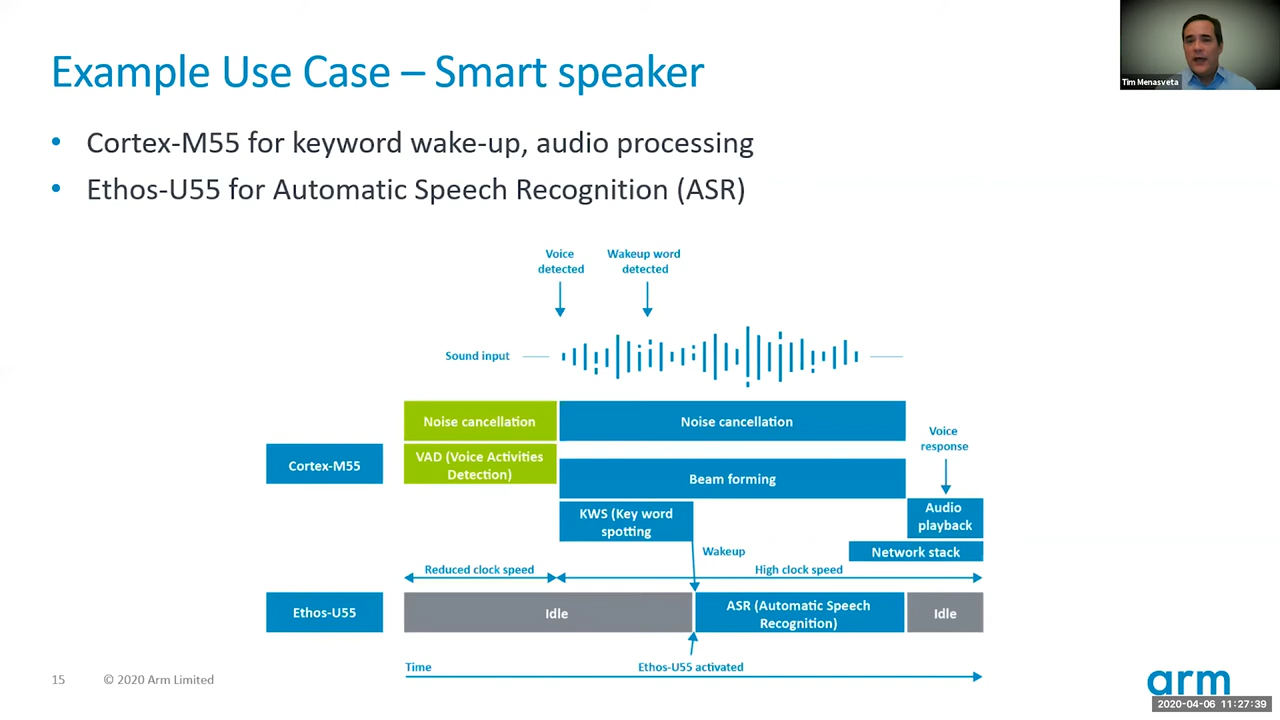 Example Use Case – Smart speaker
Tim Menasveta
• Cortex-M55 for keyword wake-up, audio processing
• Ethos-U55 for Automatic Speech Recognition (ASR)
Voice
detected
Wakeup word
detected
Sound input
Noise cancellation
Noise cancellation
Voice
response
Cortex-M55
VAD (Voice Activities
Detection)
Beam forming
KWS (Key word
spotting
Audio
playback
Wakeup
Network stack
Reduced clock speed
High clock speed
Ethos-U55
Idle
ASR (Automatic Speech
Recognition)
Idle
Time
Ethos-U55 activated
15
© 2020 Arm Limited
arm
2020-04-06 11:27:39